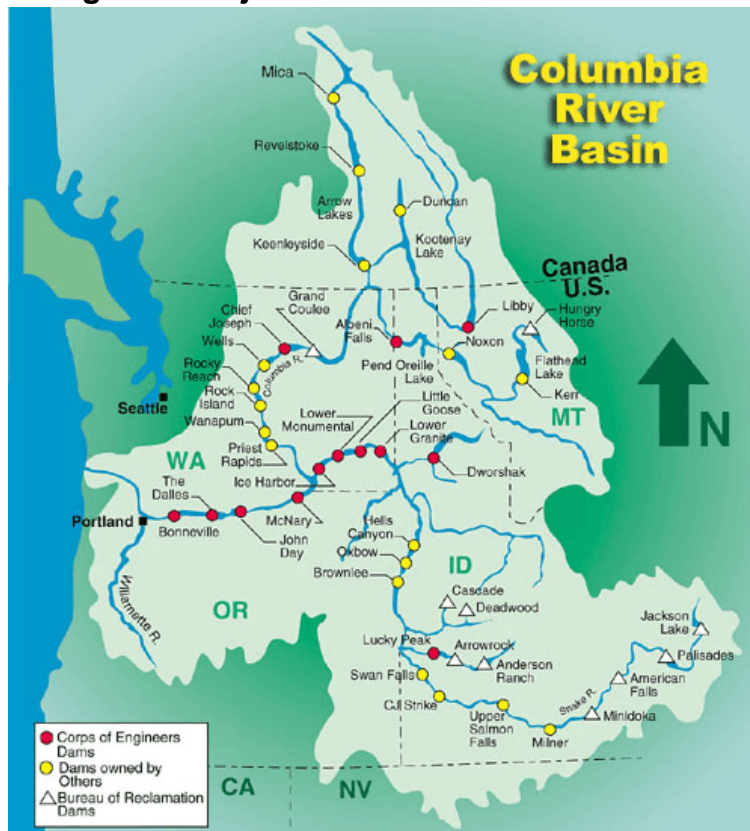 Columbia
River
Basin
Mica
Revelstoke
Arrow
Lakes
Duncan
Kootenay
Lake
Keenleyside
Canada
U.S.
Grand
Coulee
Chief
Joseph
Albeni
Falls
Libby
Hungry
Horse
Wells
Noxon
Columbia R.
Pend Oreille
Lake
Flathead
Lake
Rocky
Reach
Kerr
Rock
Island
Seattle
Little
Goose
Lower
Monumental
Lower
Granite
MT
N
Wanapum
WA
Priest
Rapids
Ice Harbor
Dworshak
The
Dalles
Portland
Bonneville
McNary
John
Day
Hells
Canyon
Oxbow
Brownlee
ID
Willamette R.
OR
Cascade
Deadwood
Jackson
Lake
Lucky Peak
Arrowrock
Palisades
Anderson
Ranch
American
Falls
Swan Falls
CJ Strike
Snake R.
Upper
Salmon
Falls
Minidoka
Milner
Corps of Engineers
Dams
Dams owned by
Others
Bureau of Reclamation
Dams
CA
NV